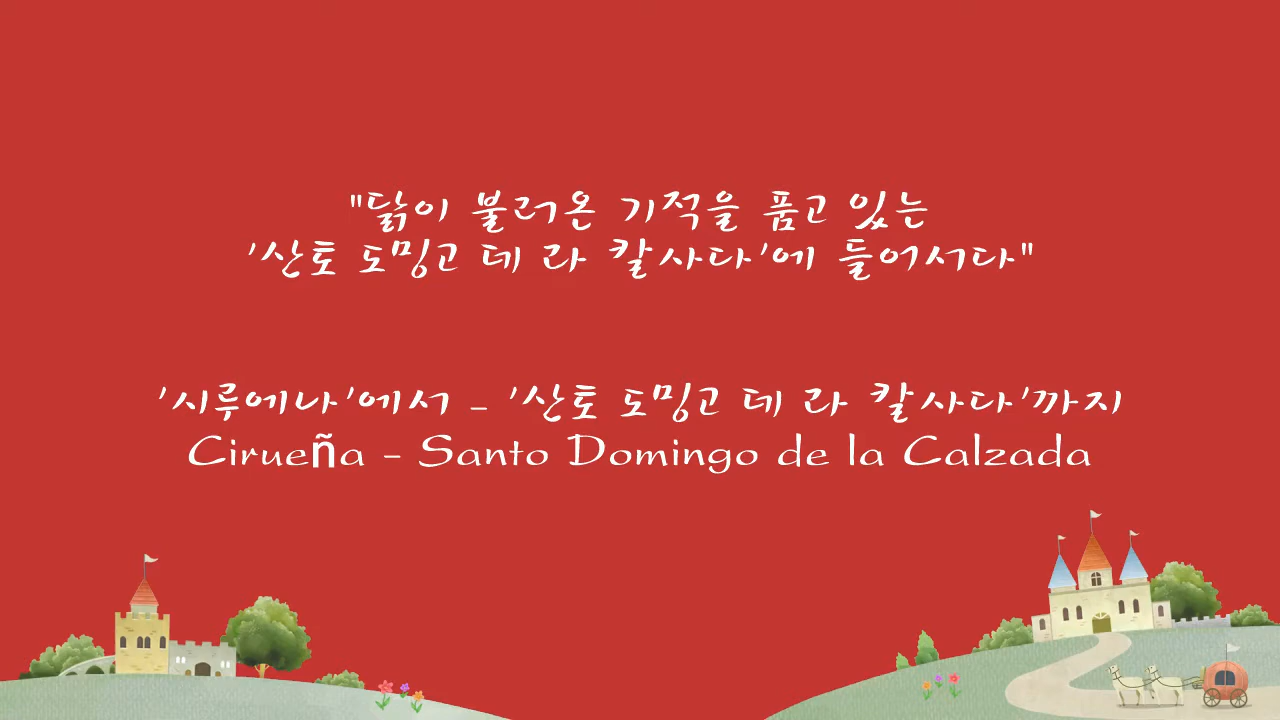 "닭이 불러온 기적을 품고 있는
'산토 도밍고 데 라 칼사다'에 들어서다"
'시루에나'에서 - '산토 도밍고 데 라 칼사다'까지
Cirueña - Santo Domingo de la Calzada